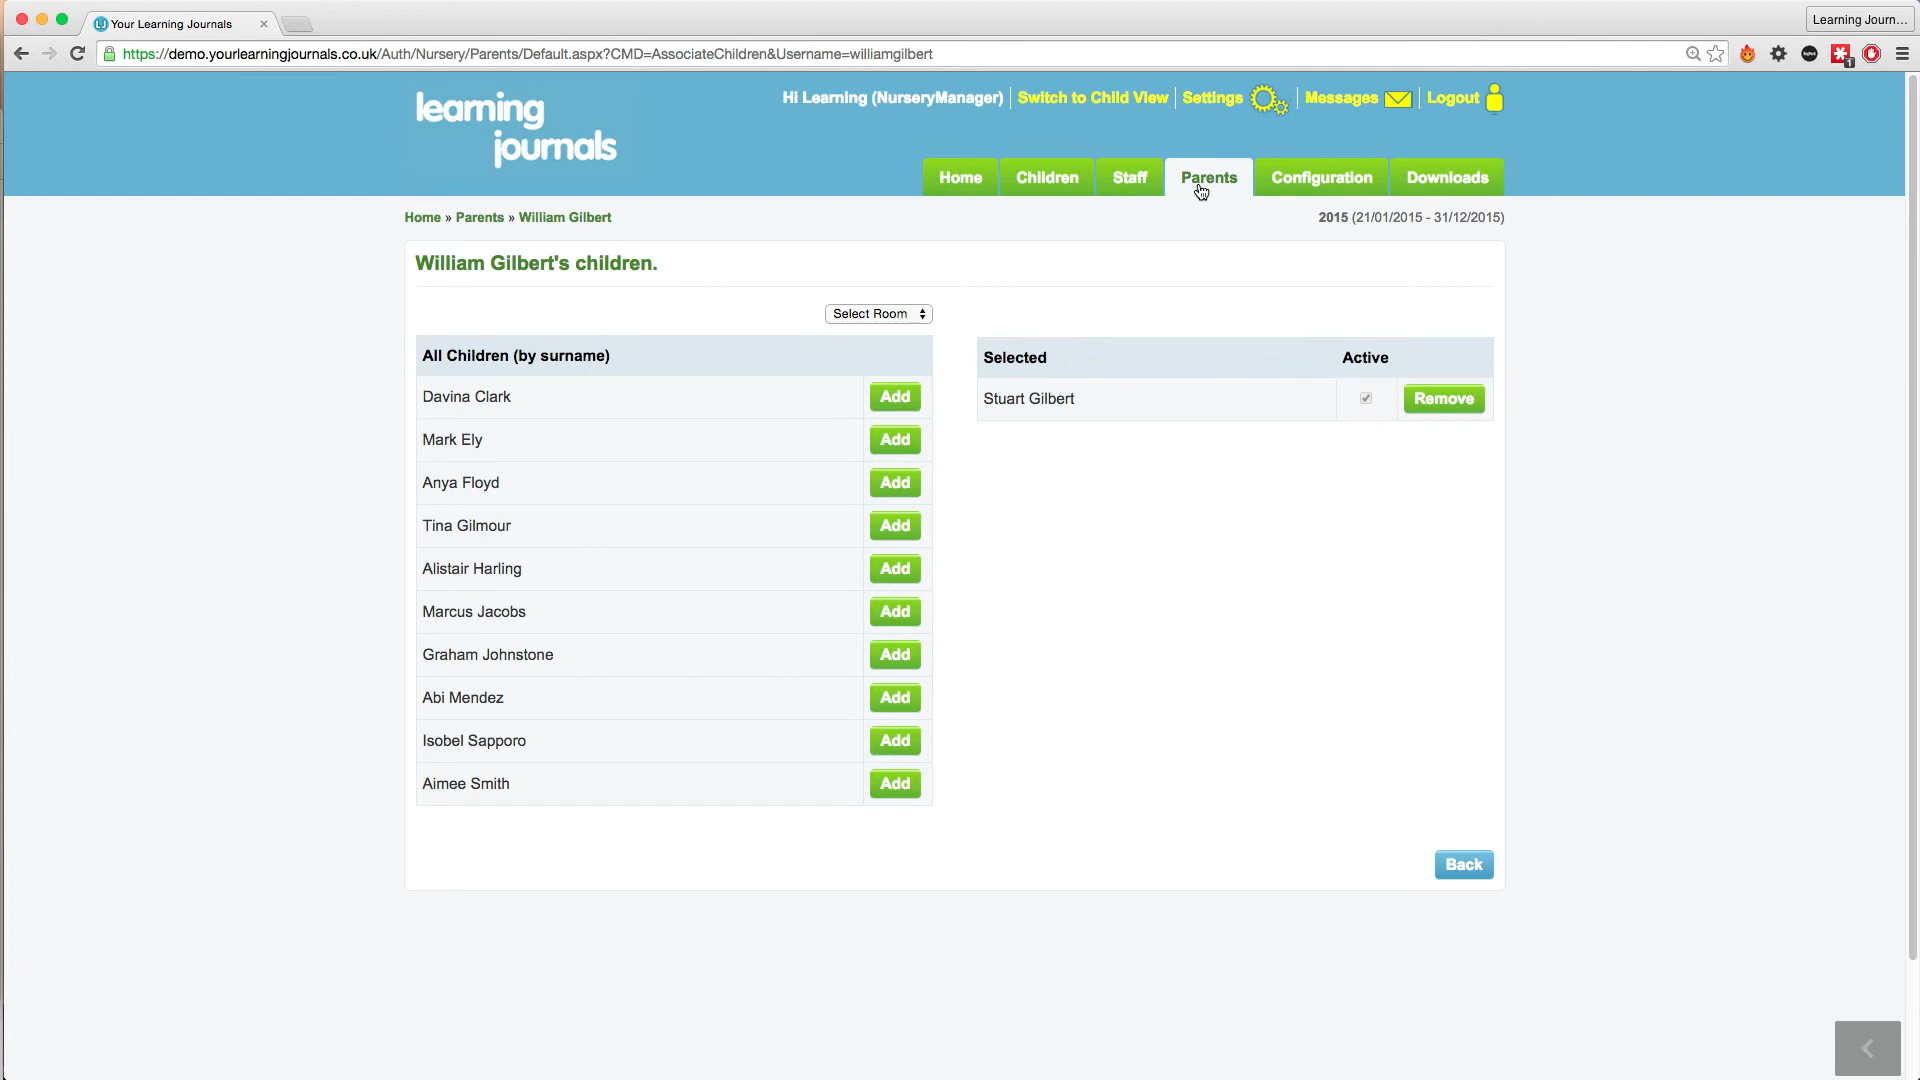 Your Learning Journals
Learning Journ...
https://demo.yourlearningjournals.co.uk/Auth/Nursery/Parents/Default.aspx?CMD=AssociateChildren&Username=williamgilbert
1
learning
journals
Hi Learning (NurseryManager) Switch to Child View Settings Messages Logout
Home Children Staff Parents Configuration Downloads
Home » Parents » William Gilbert
2015 (21/01/2015 - 31/12/2015)
William Gilbert's children.
Select Room
All Children (by surname)
Davina Clark Add
Mark Ely Add
Anya Floyd Add
Tina Gilmour Add
Alistair Harling Add
Marcus Jacobs Add
Graham Johnstone Add
Abi Mendez Add
Isobel Sapporo Add
Aimee Smith Add
Selected Active
Stuart Gilbert Remove
Back